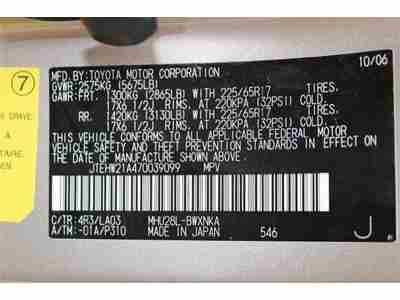 10/06
MFD.BY:TOYOTA MOTOR CORPORATION
GVWR:2575KG (5675LB)
GAWR:FRT. 1300KG (2865LB) WITH 225/65R17 TIRES,
17X6 1/2J RIMS, AT 220KPA (32PSI) COLD.
RR. 1420KG (3130LB) WITH 225/65R17 TIRES,
17X6 1/2J RIMS, AT 220KPA (32PSI) COLD.
THIS VEHICLE CONFORMS TO ALL APPLICABLE FEDERAL MOTOR
VEHICLE SAFETY STANDARDS IN EFFECT ON THE DATE OF
MANUFACTURE SHOWN ABOVE.
JTEHW21A470039099 MPV
C/TR:4R3/LA03 MHU28L-BWXNKA
A/TM:-01A/P310 MADE IN JAPAN 546 J
7
GRAVE.